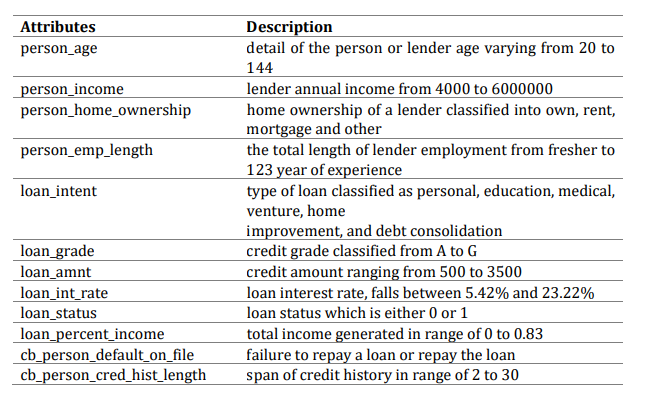 Attributes Description
person_age detail of the person or lender age varying from 20 to
144
person_income lender annual income from 4000 to 6000000
person_home_ownership home ownership of a lender classified into own, rent,
mortgage and other
person_emp_length the total length of lender employment from fresher to
123 year of experience
loan_intent type of loan classified as personal, education, medical,
venture, home
improvement, and debt consolidation
loan_grade credit grade classified from A to G
loan_amnt credit amount ranging from 500 to 3500
loan_int_rate loan interest rate, falls between 5.42% and 23.22%
loan_status loan status which is either 0 or 1
loan_percent_income total income generated in range of 0 to 0.83
cb_person_default_on_file failure to repay a loan or repay the loan
cb_person_cred_hist_length span of credit history in range of 2 to 30